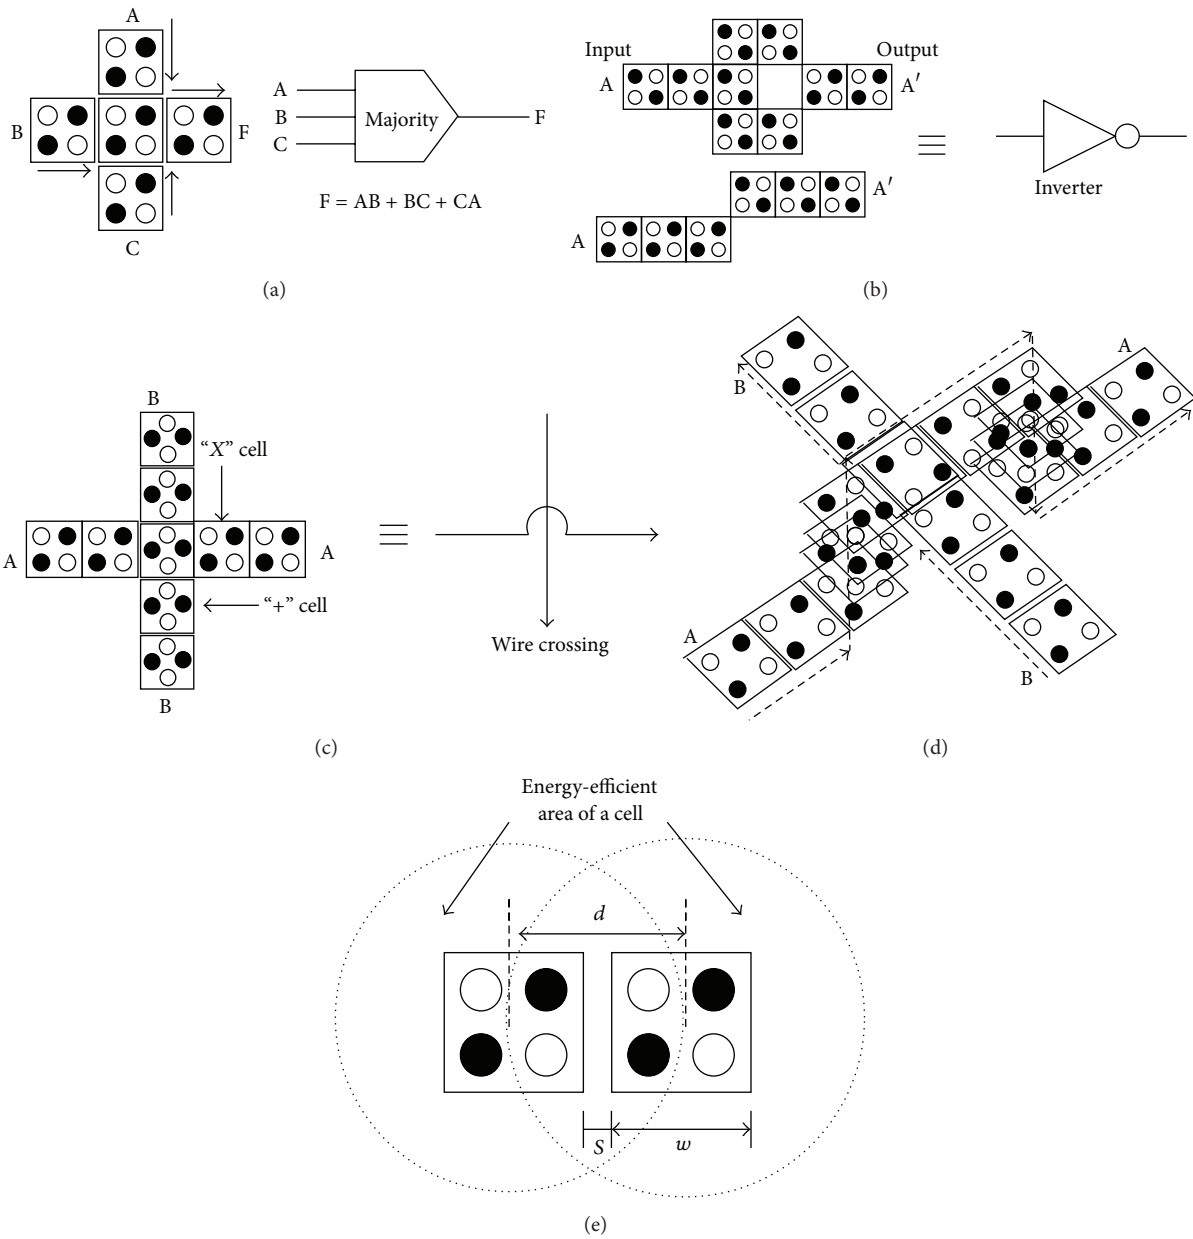 A
B
F
C
A
B
C
Majority
F
F = AB + BC + CA
(a)
Input
Output
A
A′
A′
A
Inverter
(b)
B
"X" cell
A
A
"+" cell
B
Wire crossing
(c)
B
A
A
B
(d)
Energy-efficient
area of a cell
d
S
w
(e)